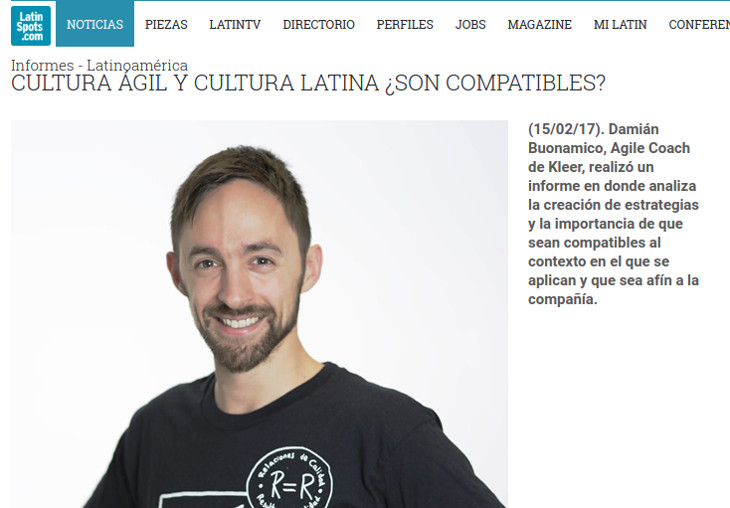 Latin
Spots
.com
NOTICIAS PIEZAS LATINTV DIRECTORIO PERFILES JOBS MAGAZINE MI LATIN CONFEREN
Informes - Latinoamérica
CULTURA ÁGIL Y CULTURA LATINA ¿SON COMPATIBLES?
(15/02/17). Damián
Buonamico, Agile Coach
de Kleer, realizó un
informe en donde analiza
la creación de estrategias
y la importancia de que
sean compatibles al
contexto en el que se
aplican y que sea afín a la
compañía.
Relaciones de Calidad
R=R